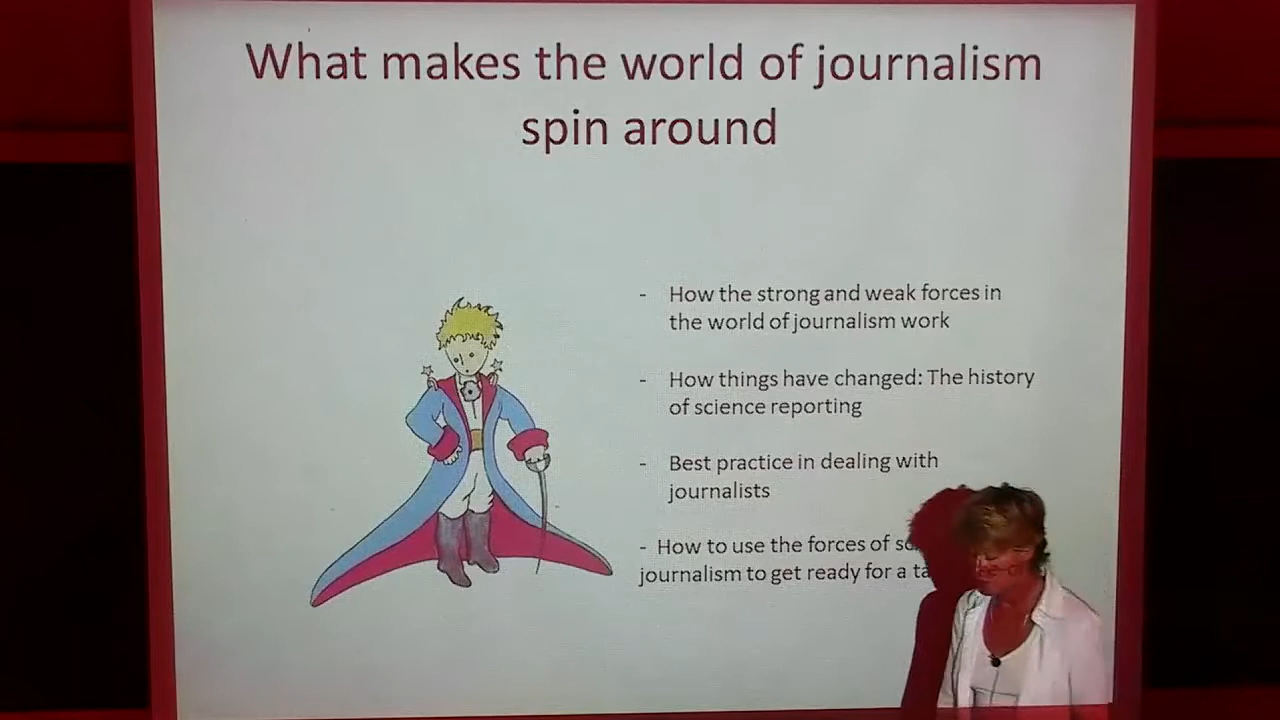 What makes the world of journalism
spin around
- How the strong and weak forces in
the world of journalism work
- How things have changed: The history
of science reporting
- Best practice in dealing with
journalists
- How to use the forces of
journalism to get ready for a